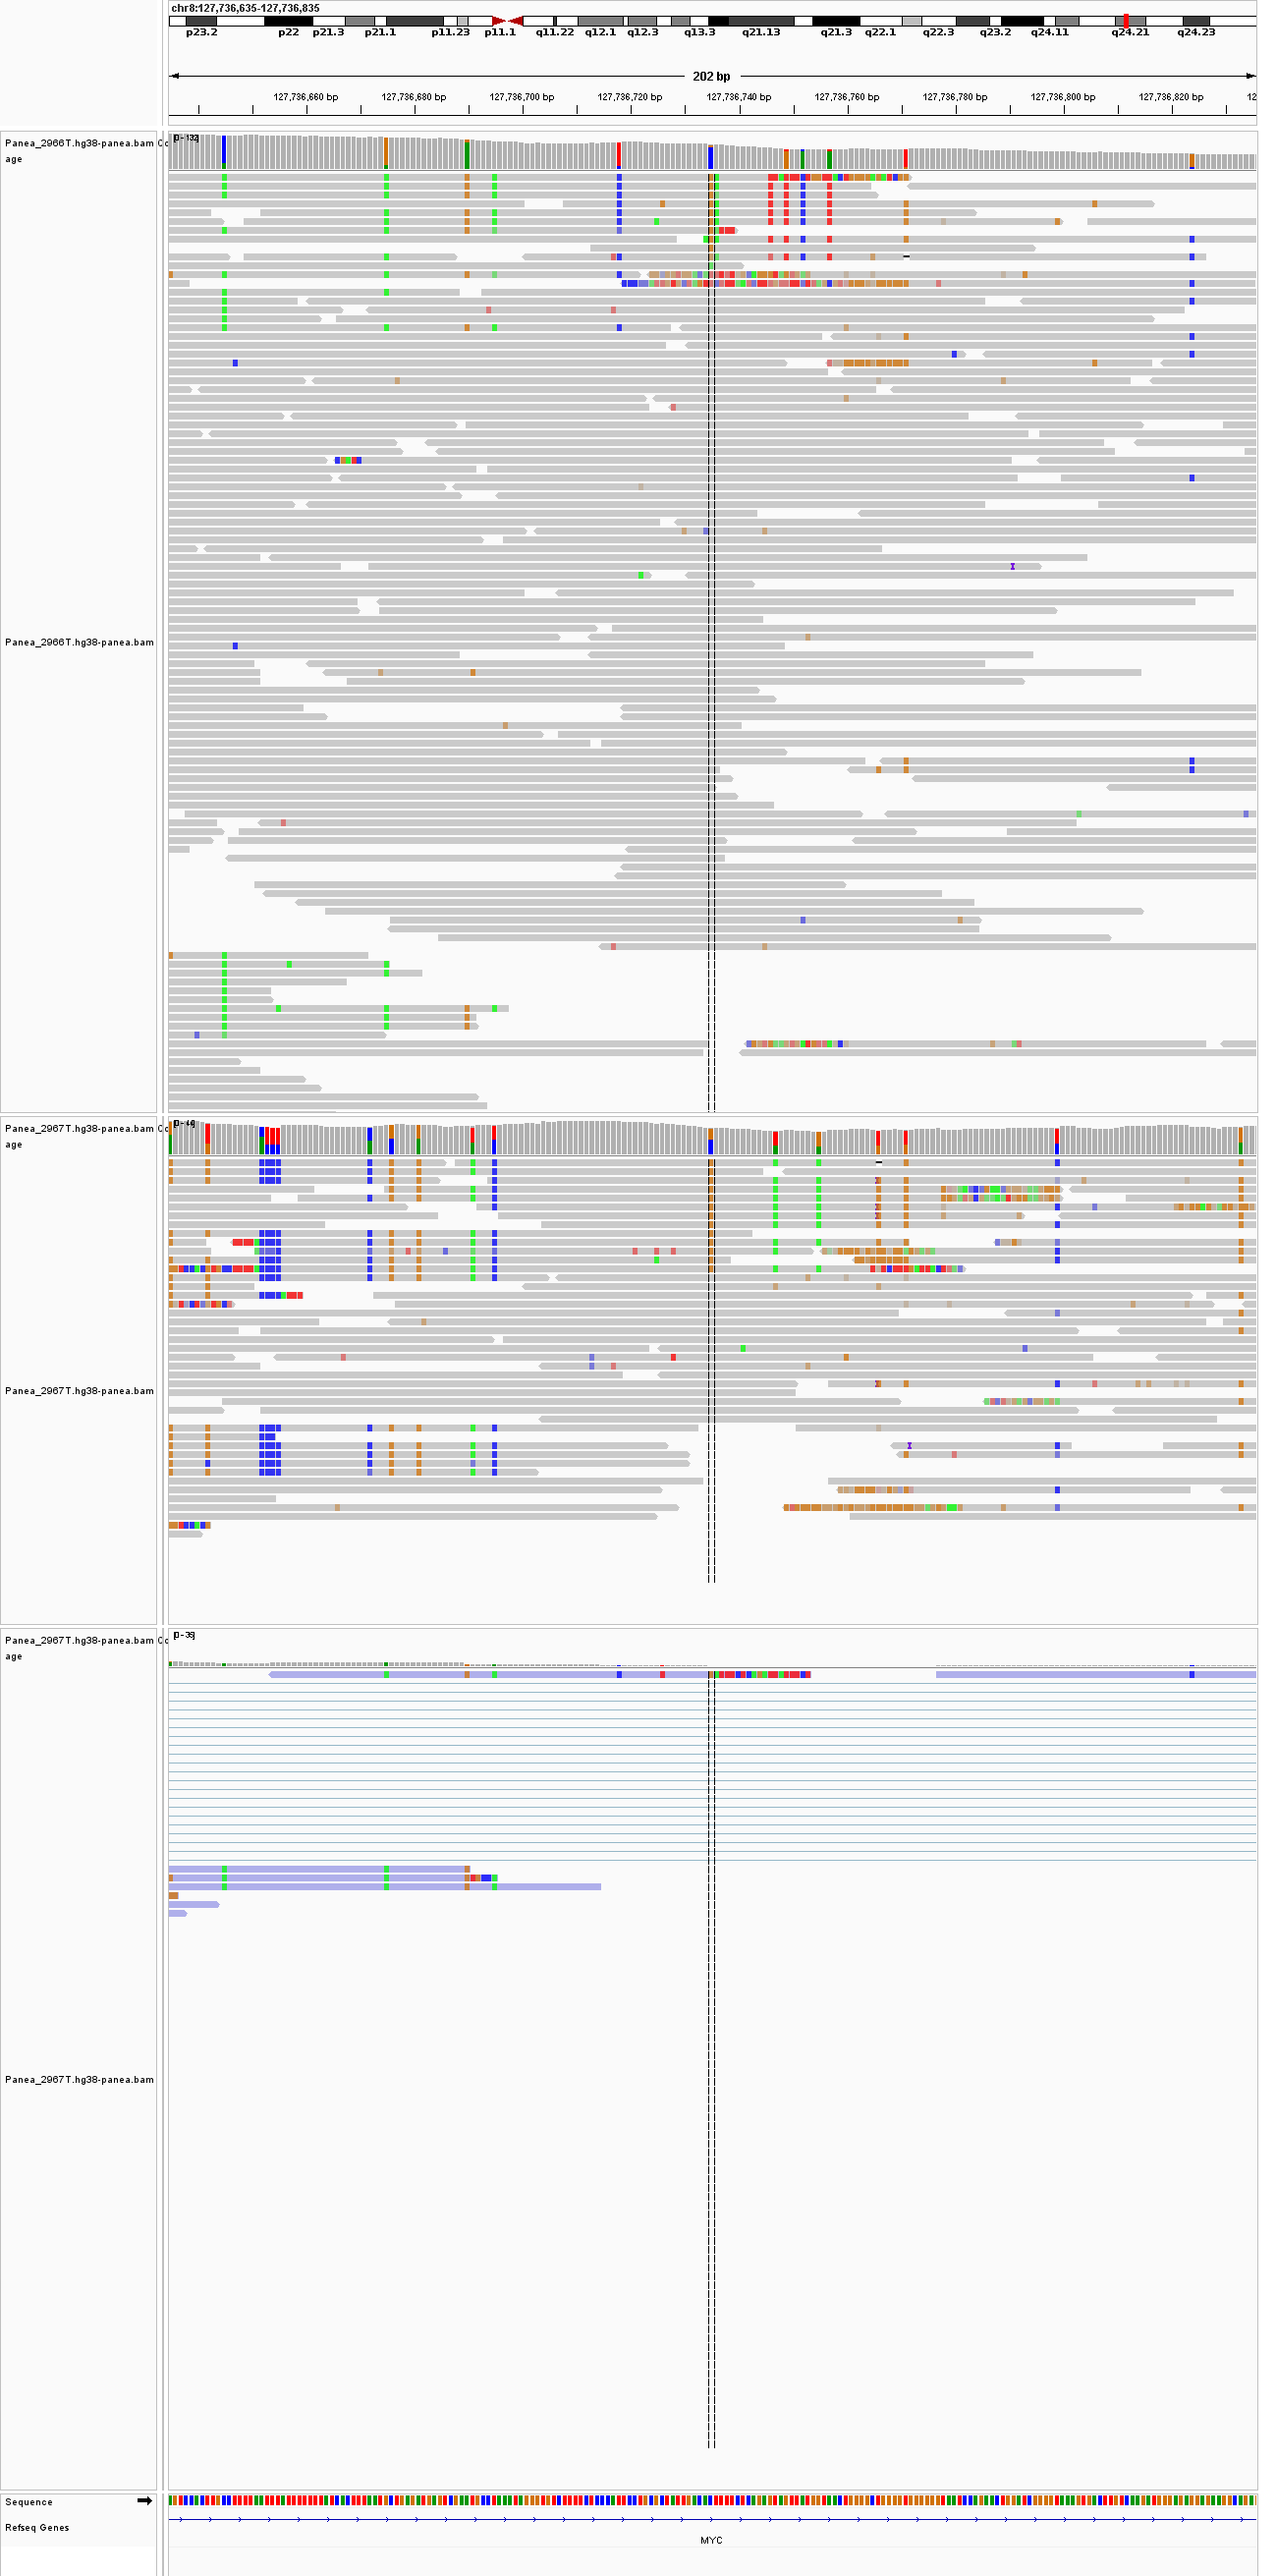 chr8:127,736,635-127,736,835
p23.2 p22 p21.3 p21.1 p11.23 p11.1 q11.22 q12.1 q12.3 q13.3 q21.13 q21.3 q22.1 q22.3 q23.2 q24.11 q24.21 q24.23
202 bp
127,736,660 bp 127,736,680 bp 127,736,700 bp 127,736,720 bp 127,736,740 bp 127,736,760 bp 127,736,780 bp 127,736,800 bp 127,736,820 bp 12
Panea_2966T.hg38-panea.bam Co
age
[0-132]
Panea_2966T.hg38-panea.bam
Panea_2967T.hg38-panea.bam Co
age
Panea_2967T.hg38-panea.bam
Panea_2967T.hg38-panea.bam Co
age
Panea_2967T.hg38-panea.bam
Sequence
Refseq Genes
MYC